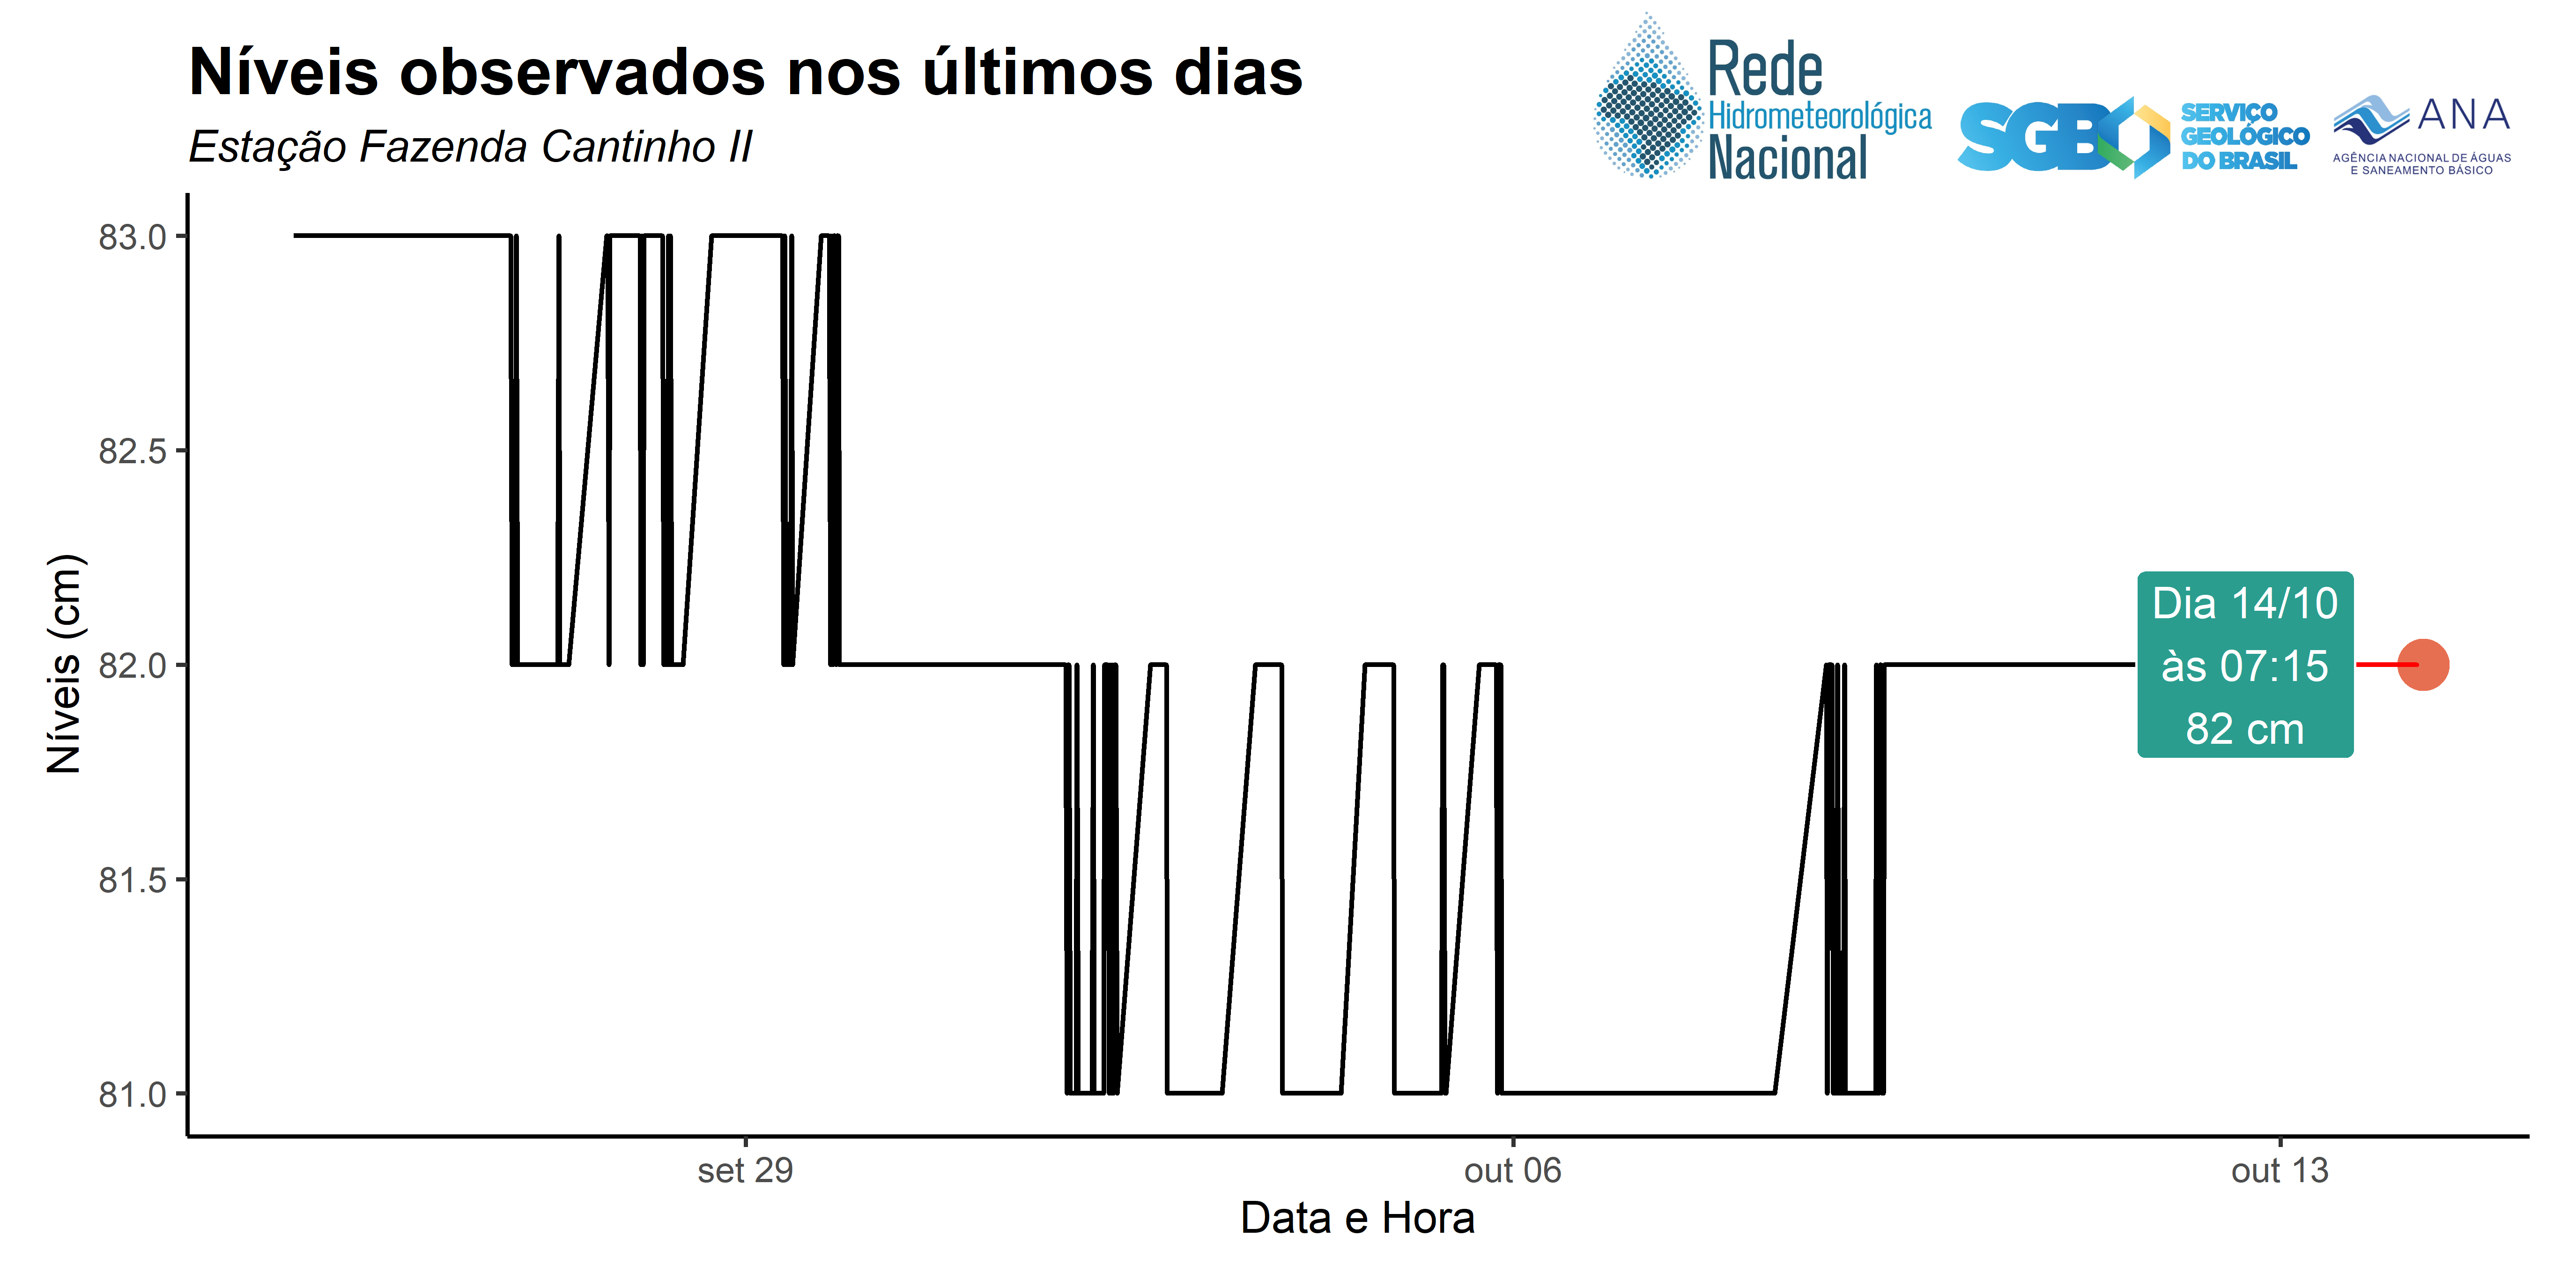 Níveis observados nos últimos dias
Estação Fazenda Cantinho II
Rede
Hidrometeorológica
Nacional
SGB
SERVIÇO
GEOLÓGICO
DO BRASIL
ANA
AGÊNCIA NACIONAL DE ÁGUAS
E SANEAMENTO BÁSICO
Níveis (cm)
83.0
82.5
82.0
81.5
81.0
Dia 14/10
às 07:15
82 cm
set 29
out 06
out 13
Data e Hora